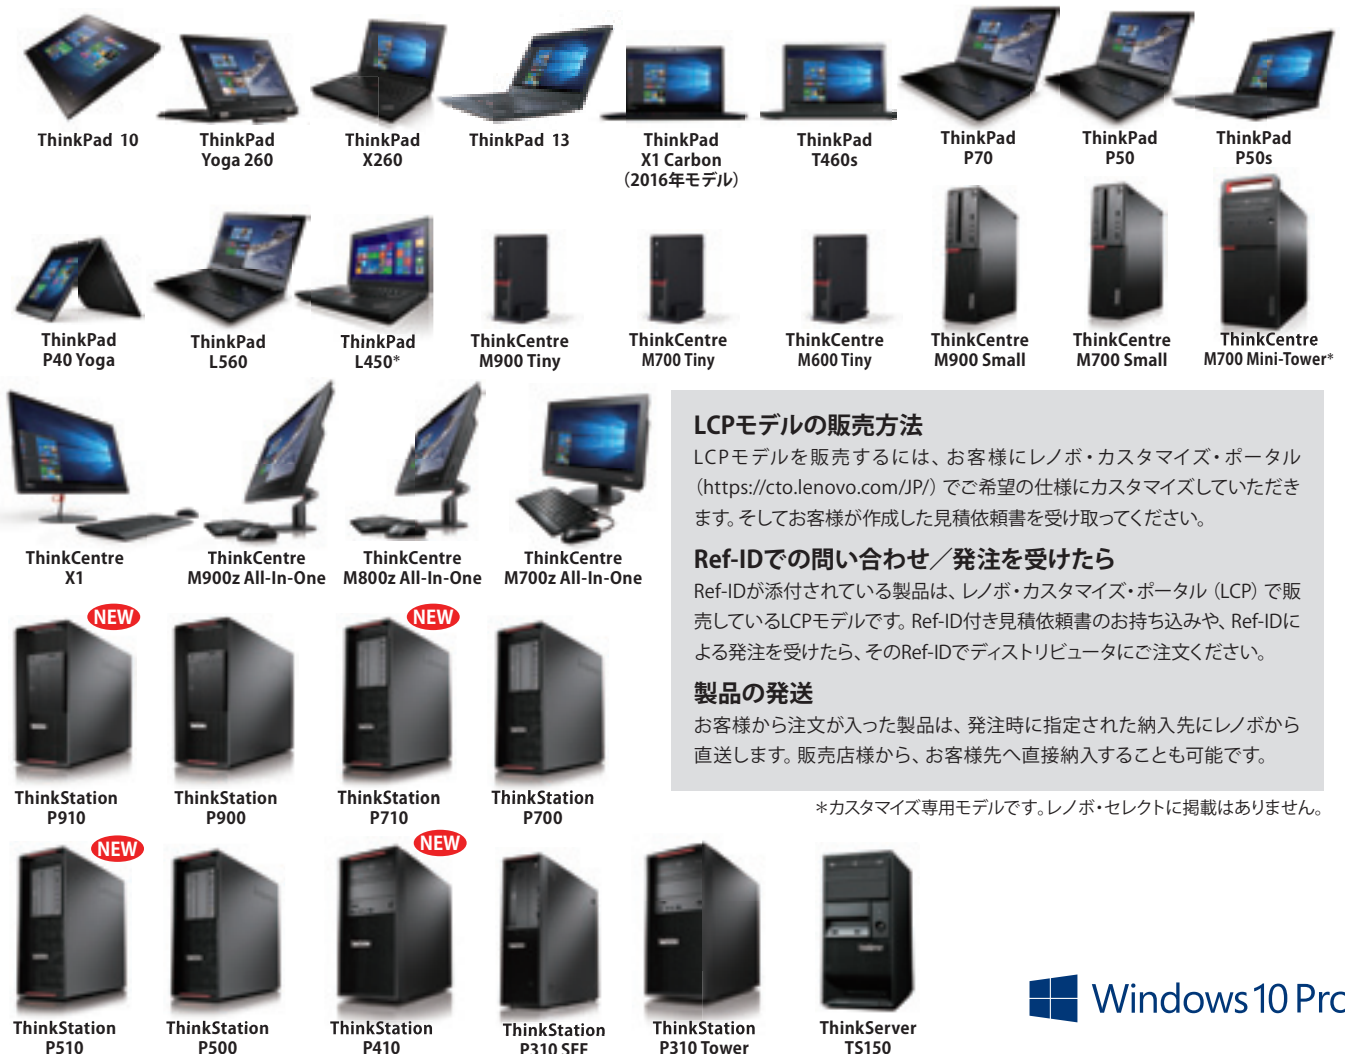 ThinkPad 10
ThinkPad
Yoga 260
ThinkPad
X260
ThinkPad 13
ThinkPad
X1 Carbon
（2016年モデル）
ThinkPad
T460s
ThinkPad
P70
ThinkPad
P50
ThinkPad
P50s
ThinkPad
P40 Yoga
ThinkPad
L560
ThinkPad
L450*
ThinkCentre
M900 Tiny
ThinkCentre
M700 Tiny
ThinkCentre
M600 Tiny
ThinkCentre
M900 Small
ThinkCentre
M700 Small
ThinkCentre
M700 Mini-Tower*
ThinkCentre
X1
ThinkCentre
M900z All-In-One
ThinkCentre
M800z All-In-One
ThinkCentre
M700z All-In-One
LCPモデルの販売方法
LCPモデルを販売するには、お客様にレノボ・カスタマイズ・ポータル
（https://cto.lenovo.com/JP/）でご希望の仕様にカスタマイズしていただき
ます。そしてお客様が作成した見積依頼書を受け取ってください。
Ref-IDでの問い合わせ／発注を受けたら
Ref-IDが添付されている製品は、レノボ・カスタマイズ・ポータル（LCP）で販
売しているLCPモデルです。Ref-ID付き見積依頼書のお持ち込みや、Ref-IDに
よる発注を受けたら、そのRef-IDでディストリビュータにご注文ください。
製品の発送
お客様から注文が入った製品は、発注時に指定された納入先にレノボから
直送します。販売店様から、お客様先へ直接納入することも可能です。
＊カスタマイズ専用モデルです。レノボ・セレクトに掲載はありません。
NEW
ThinkStation
P910
ThinkStation
P900
NEW
ThinkStation
P710
ThinkStation
P700
NEW
ThinkStation
P510
ThinkStation
P500
NEW
ThinkStation
P410
ThinkStation
P310 SFF
ThinkStation
P310 Tower
ThinkServer
TS150
Windows 10 Pro